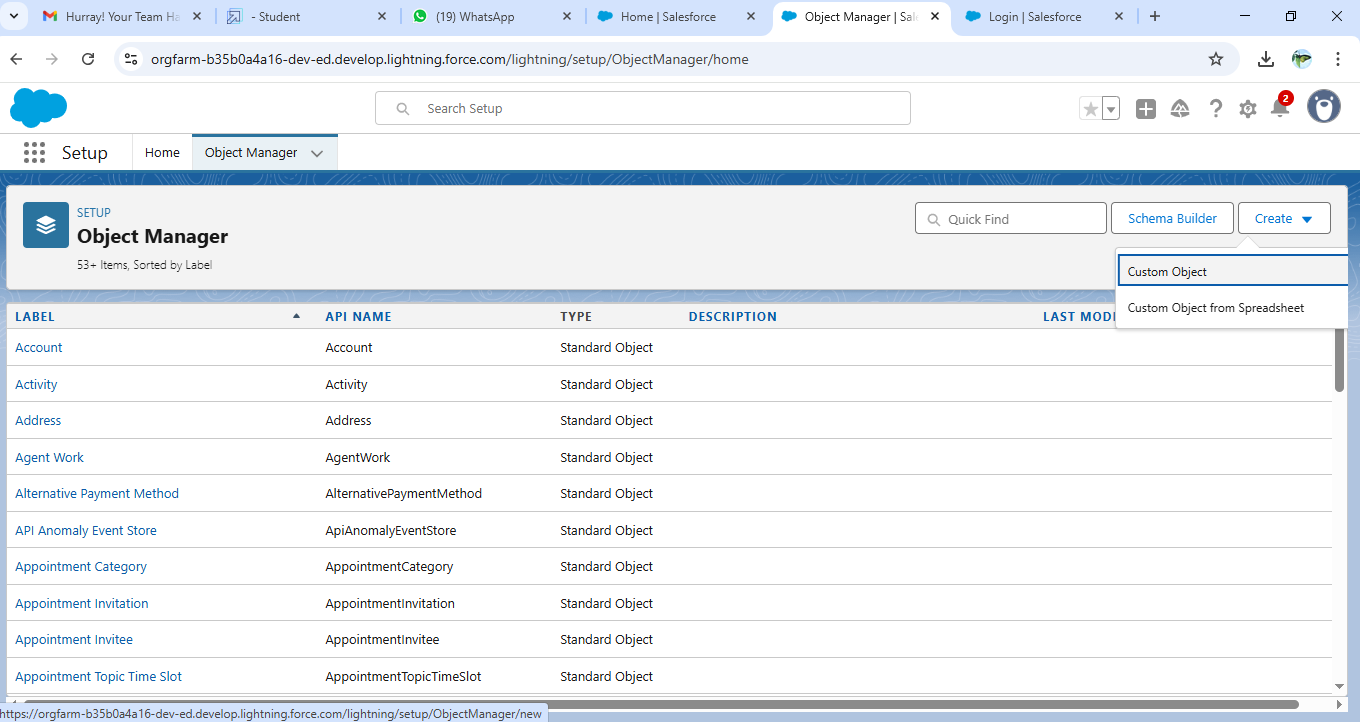 Hurray! Your Team Ha
- Student
(19) WhatsApp
Home | Salesforce
Object Manager | Sal
Login | Salesforce
orgfarm-b35b0a4a16-dev-ed.develop.lightning.force.com/lightning/setup/ObjectManager/home
Search Setup
2
Setup
Home
Object Manager
SETUP
Object Manager
53+ Items, Sorted by Label
Quick Find
Schema Builder
Create
Custom Object
Custom Object from Spreadsheet
LABEL API NAME TYPE DESCRIPTION LAST MODI
Account Account Standard Object
Activity Activity Standard Object
Address Address Standard Object
Agent Work AgentWork Standard Object
Alternative Payment Method AlternativePaymentMethod Standard Object
API Anomaly Event Store ApiAnomalyEventStore Standard Object
Appointment Category AppointmentCategory Standard Object
Appointment Invitation AppointmentInvitation Standard Object
Appointment Invitee AppointmentInvitee Standard Object
Appointment Topic Time Slot AppointmentTopicTimeSlot Standard Object
https://orgfarm-b35b0a4a16-dev-ed.develop.lightning.force.com/lightning/setup/ObjectManager/new